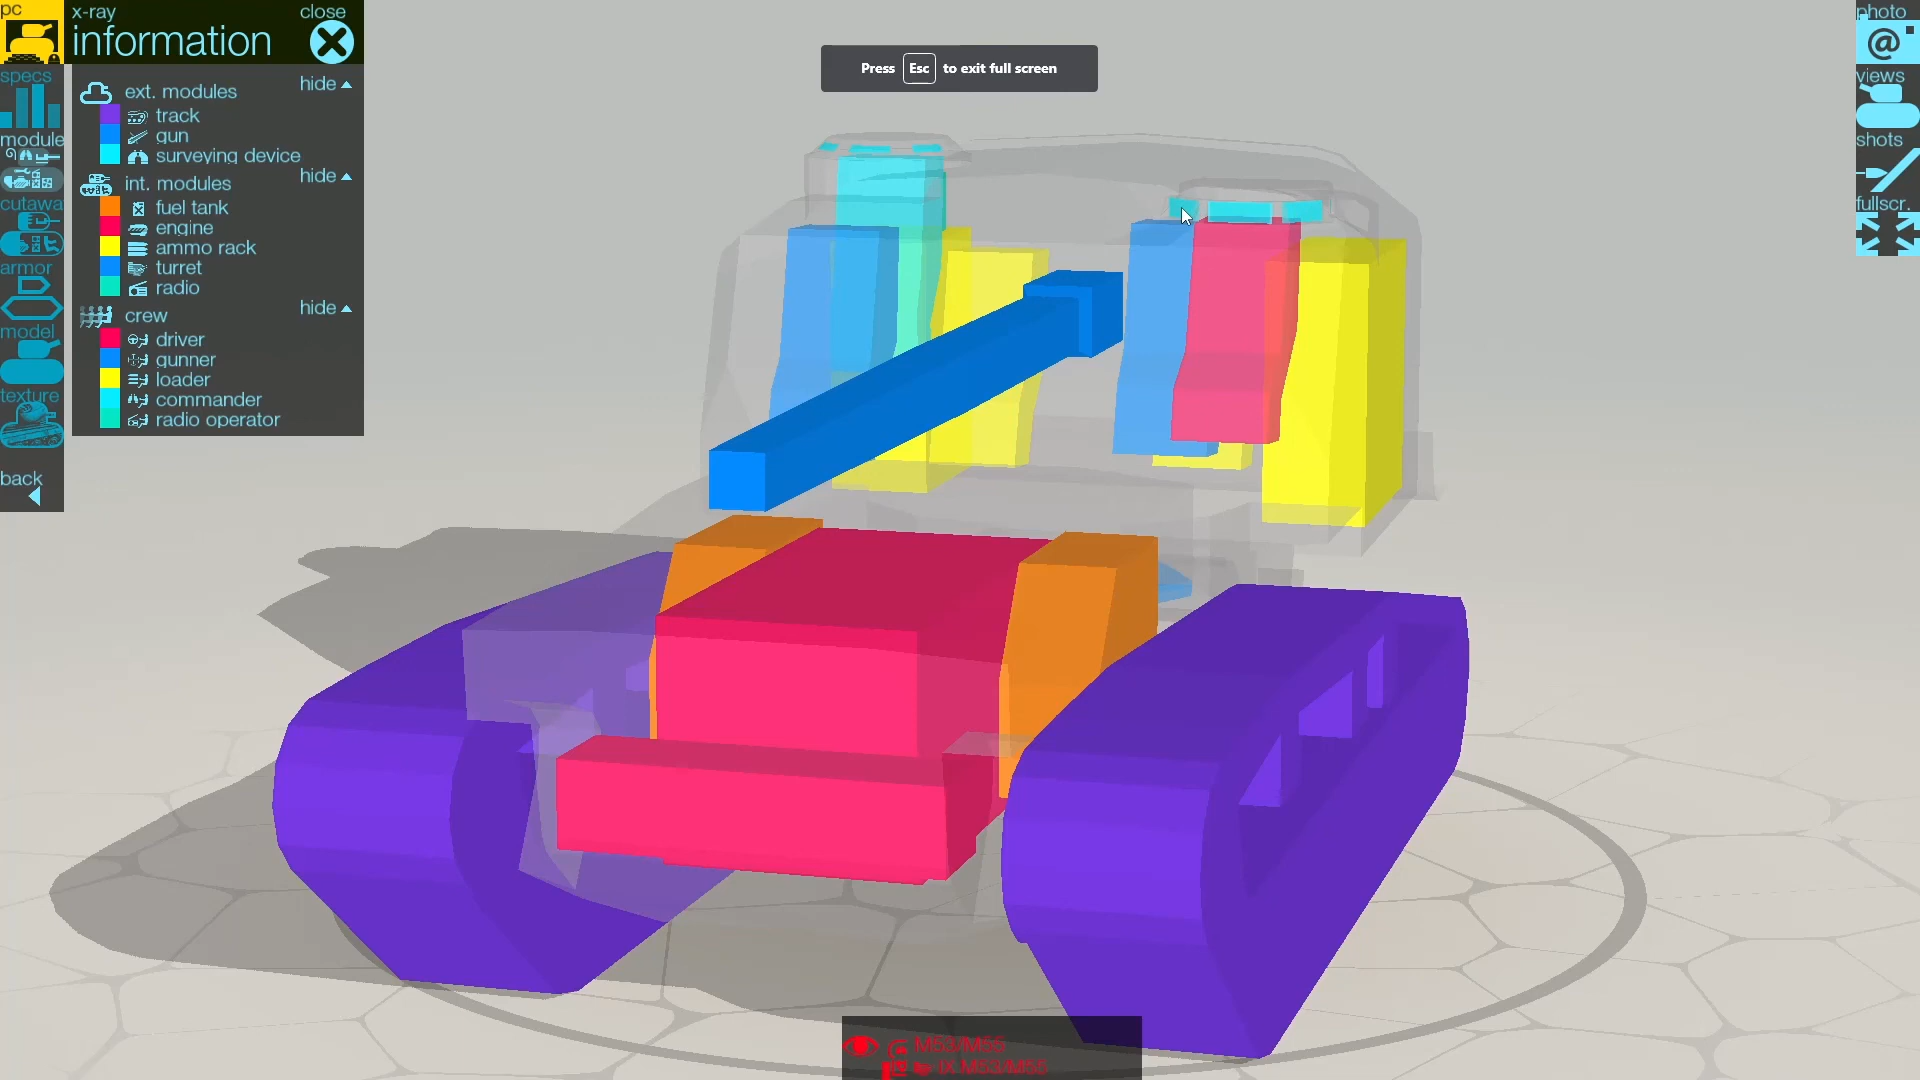 pc
x-ray
close
information
specs
module
cutawa
armor
model
texture
back
ext. modules
hide
track
gun
surveying device
int. modules
hide
fuel tank
engine
ammo rack
turret
radio
crew
hide
driver
gunner
loader
commander
radio operator
Press Esc to exit full screen
photo
@
views
shots
fullscr.
M53/M55
IX M53/M55